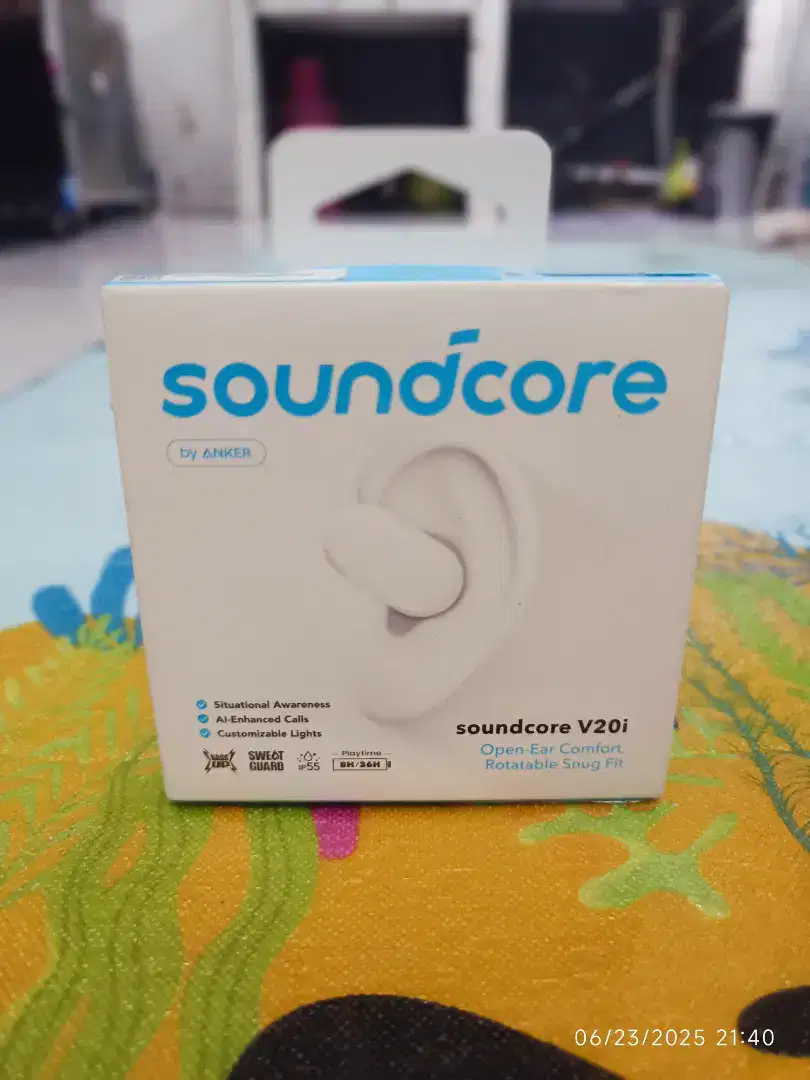 soundcore
by ANKER
Situational Awareness
AI-Enhanced Calls
Customizable Lights
SWEAT
GUARD
IP55
Playtime
8H/36H
soundcore V20i
Open-Ear Comfort
Rotatable Snug Fit
06/23/2025 21:40